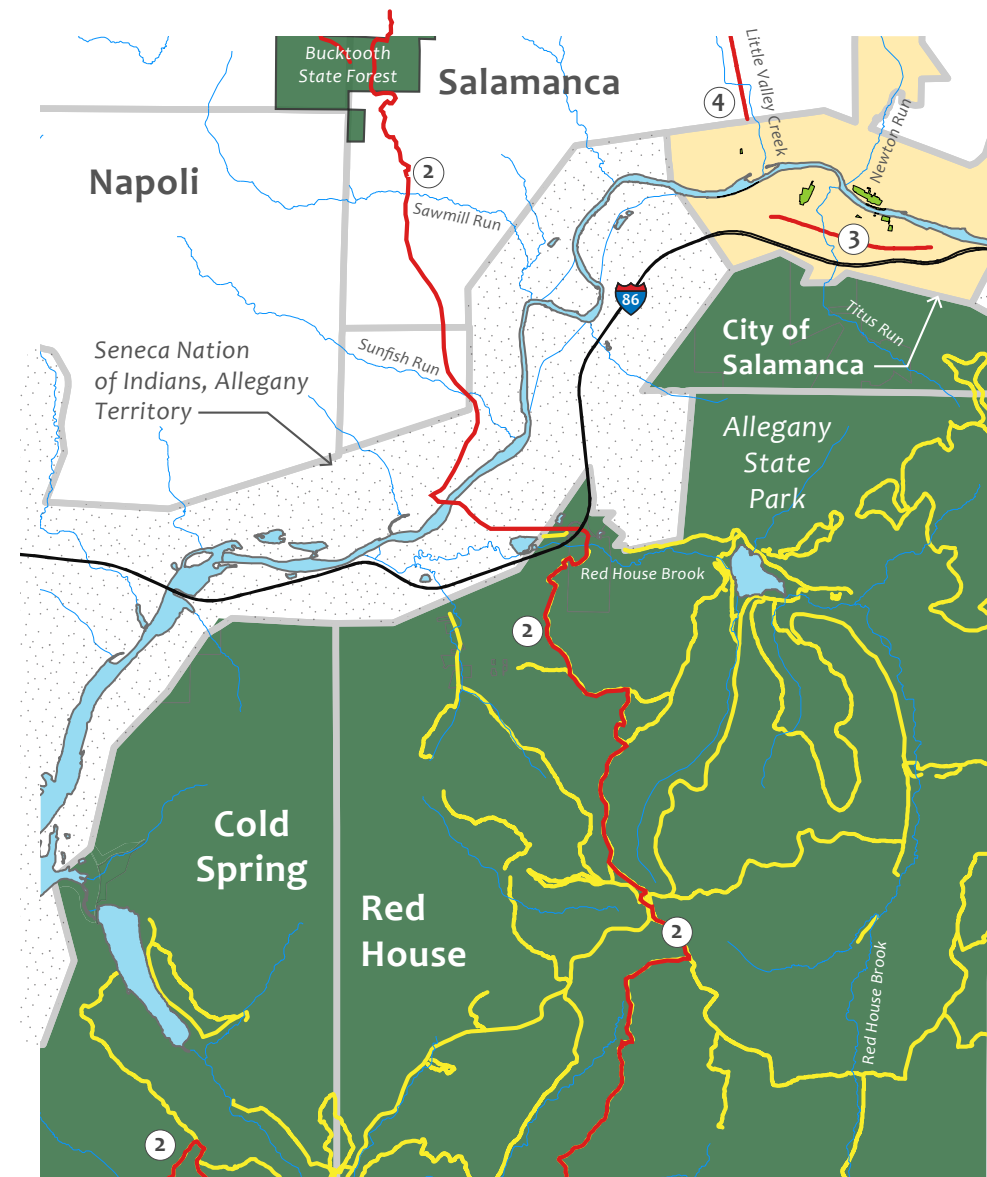 Bucktooth
State Forest
Salamanca
Little Valley Creek
4
Newton Run
Napoli
2
Sawmill Run
3
86
Titus Run
City of
Salamanca
Seneca Nation
of Indians, Allegany
Territory
Sunfish Run
Allegany
State
Park
Red House Brook
2
Cold
Spring
Red
House
2
Red House Brook
2